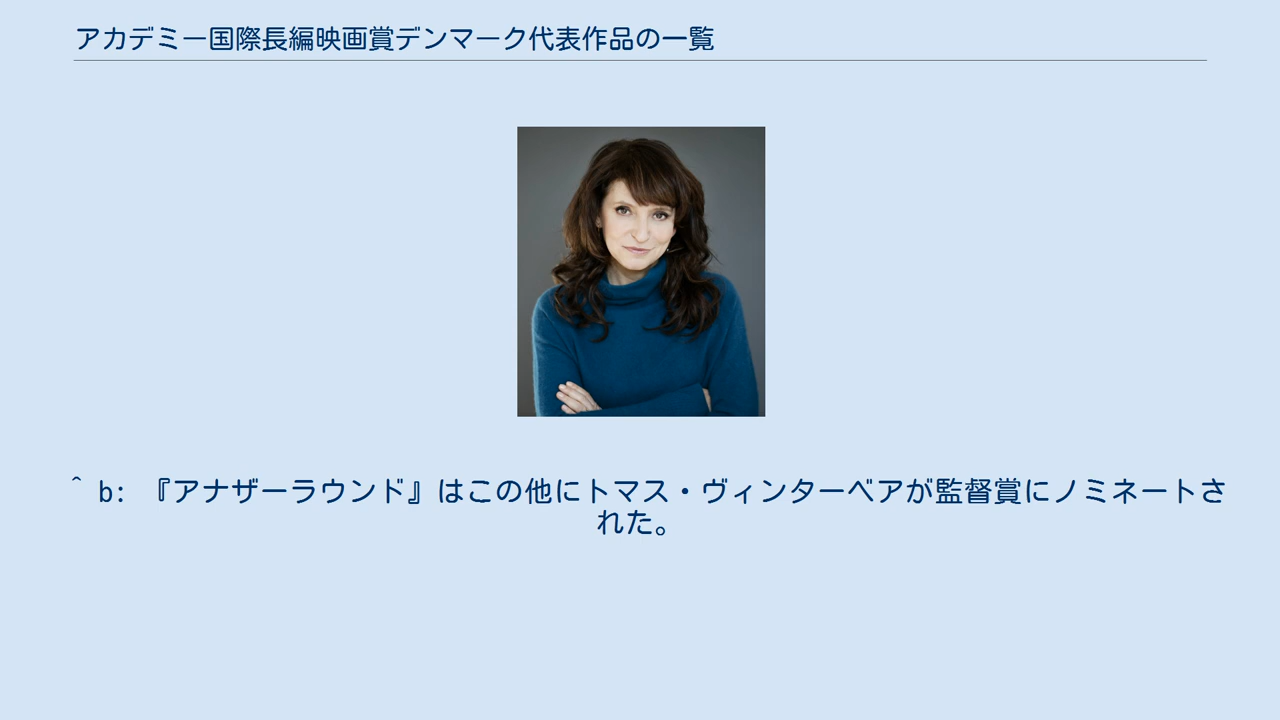 アカデミー国際長編映画賞デンマーク代表作品の一覧
^ b: 『アナザーラウンド』はこの他にトマス・ヴィンターベアが監督賞にノミネートさ
れた。